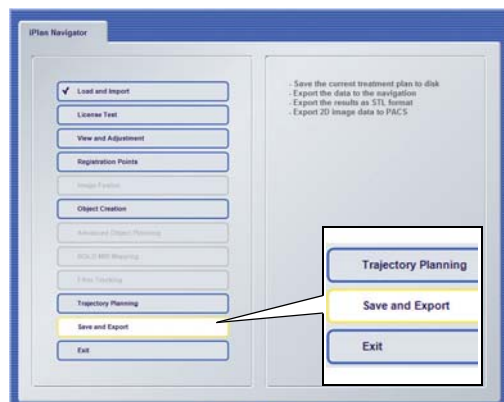 iPlan Navigator
Load and Import
License Text
View and Adjustment
Registration Points
Image Fusion
Object Creation
Advanced Object Planning
BOLD MRI Mapping
Fiber Tracking
Trajectory Planning
Save and Export
Exit
- Save the current treatment plan to disk
- Export the data to the navigation
- Export the results as STL format
- Export 2D image data to PACS
Trajectory Planning
Save and Export
Exit